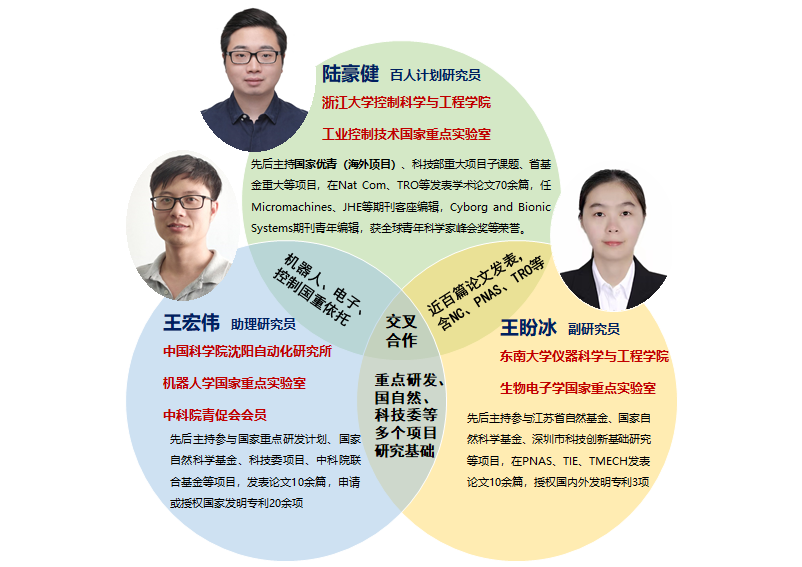 陆豪健 百人计划研究员
浙江大学控制科学与工程学院
工业控制技术国家重点实验室
先后主持国家优青（海外项目）、科技部重大项目子课题、首基
金重大等项目，在Nat Com、TRO等发表学术论文70余篇，任
Micromachines、JHE等期刊客座编辑，Cyborg and Bionic
Systems期刊青年编辑，获全球青年科学家峰会奖等荣誉。
机器人、电子、
控制国重依托
近百篇论文发表，
含NC、PNAS、TRO等
交叉
合作
重点研发、
国自然、
科技委等
多个项目
研究基础
王宏伟 助理研究员
中国科学院沈阳自动化研究所
机器人学国家重点实验室
中科院青促会会员
先后主持参与国家重点研发计划、国家
自然科学基金、科技委项目、中科院联
合基金等项目，发表论文10余篇，申请
或授权国家发明专利20余项
王盼冰 副研究员
东南大学仪器科学与工程学院
生物电子学国家重点实验室
先后主持参与江苏省自然基金、国家自
然科学基金、深圳市科技创新基础研究
等项目，在PNAS、TIE、TMECH发表
论文10余篇，授权国内外发明专利3项